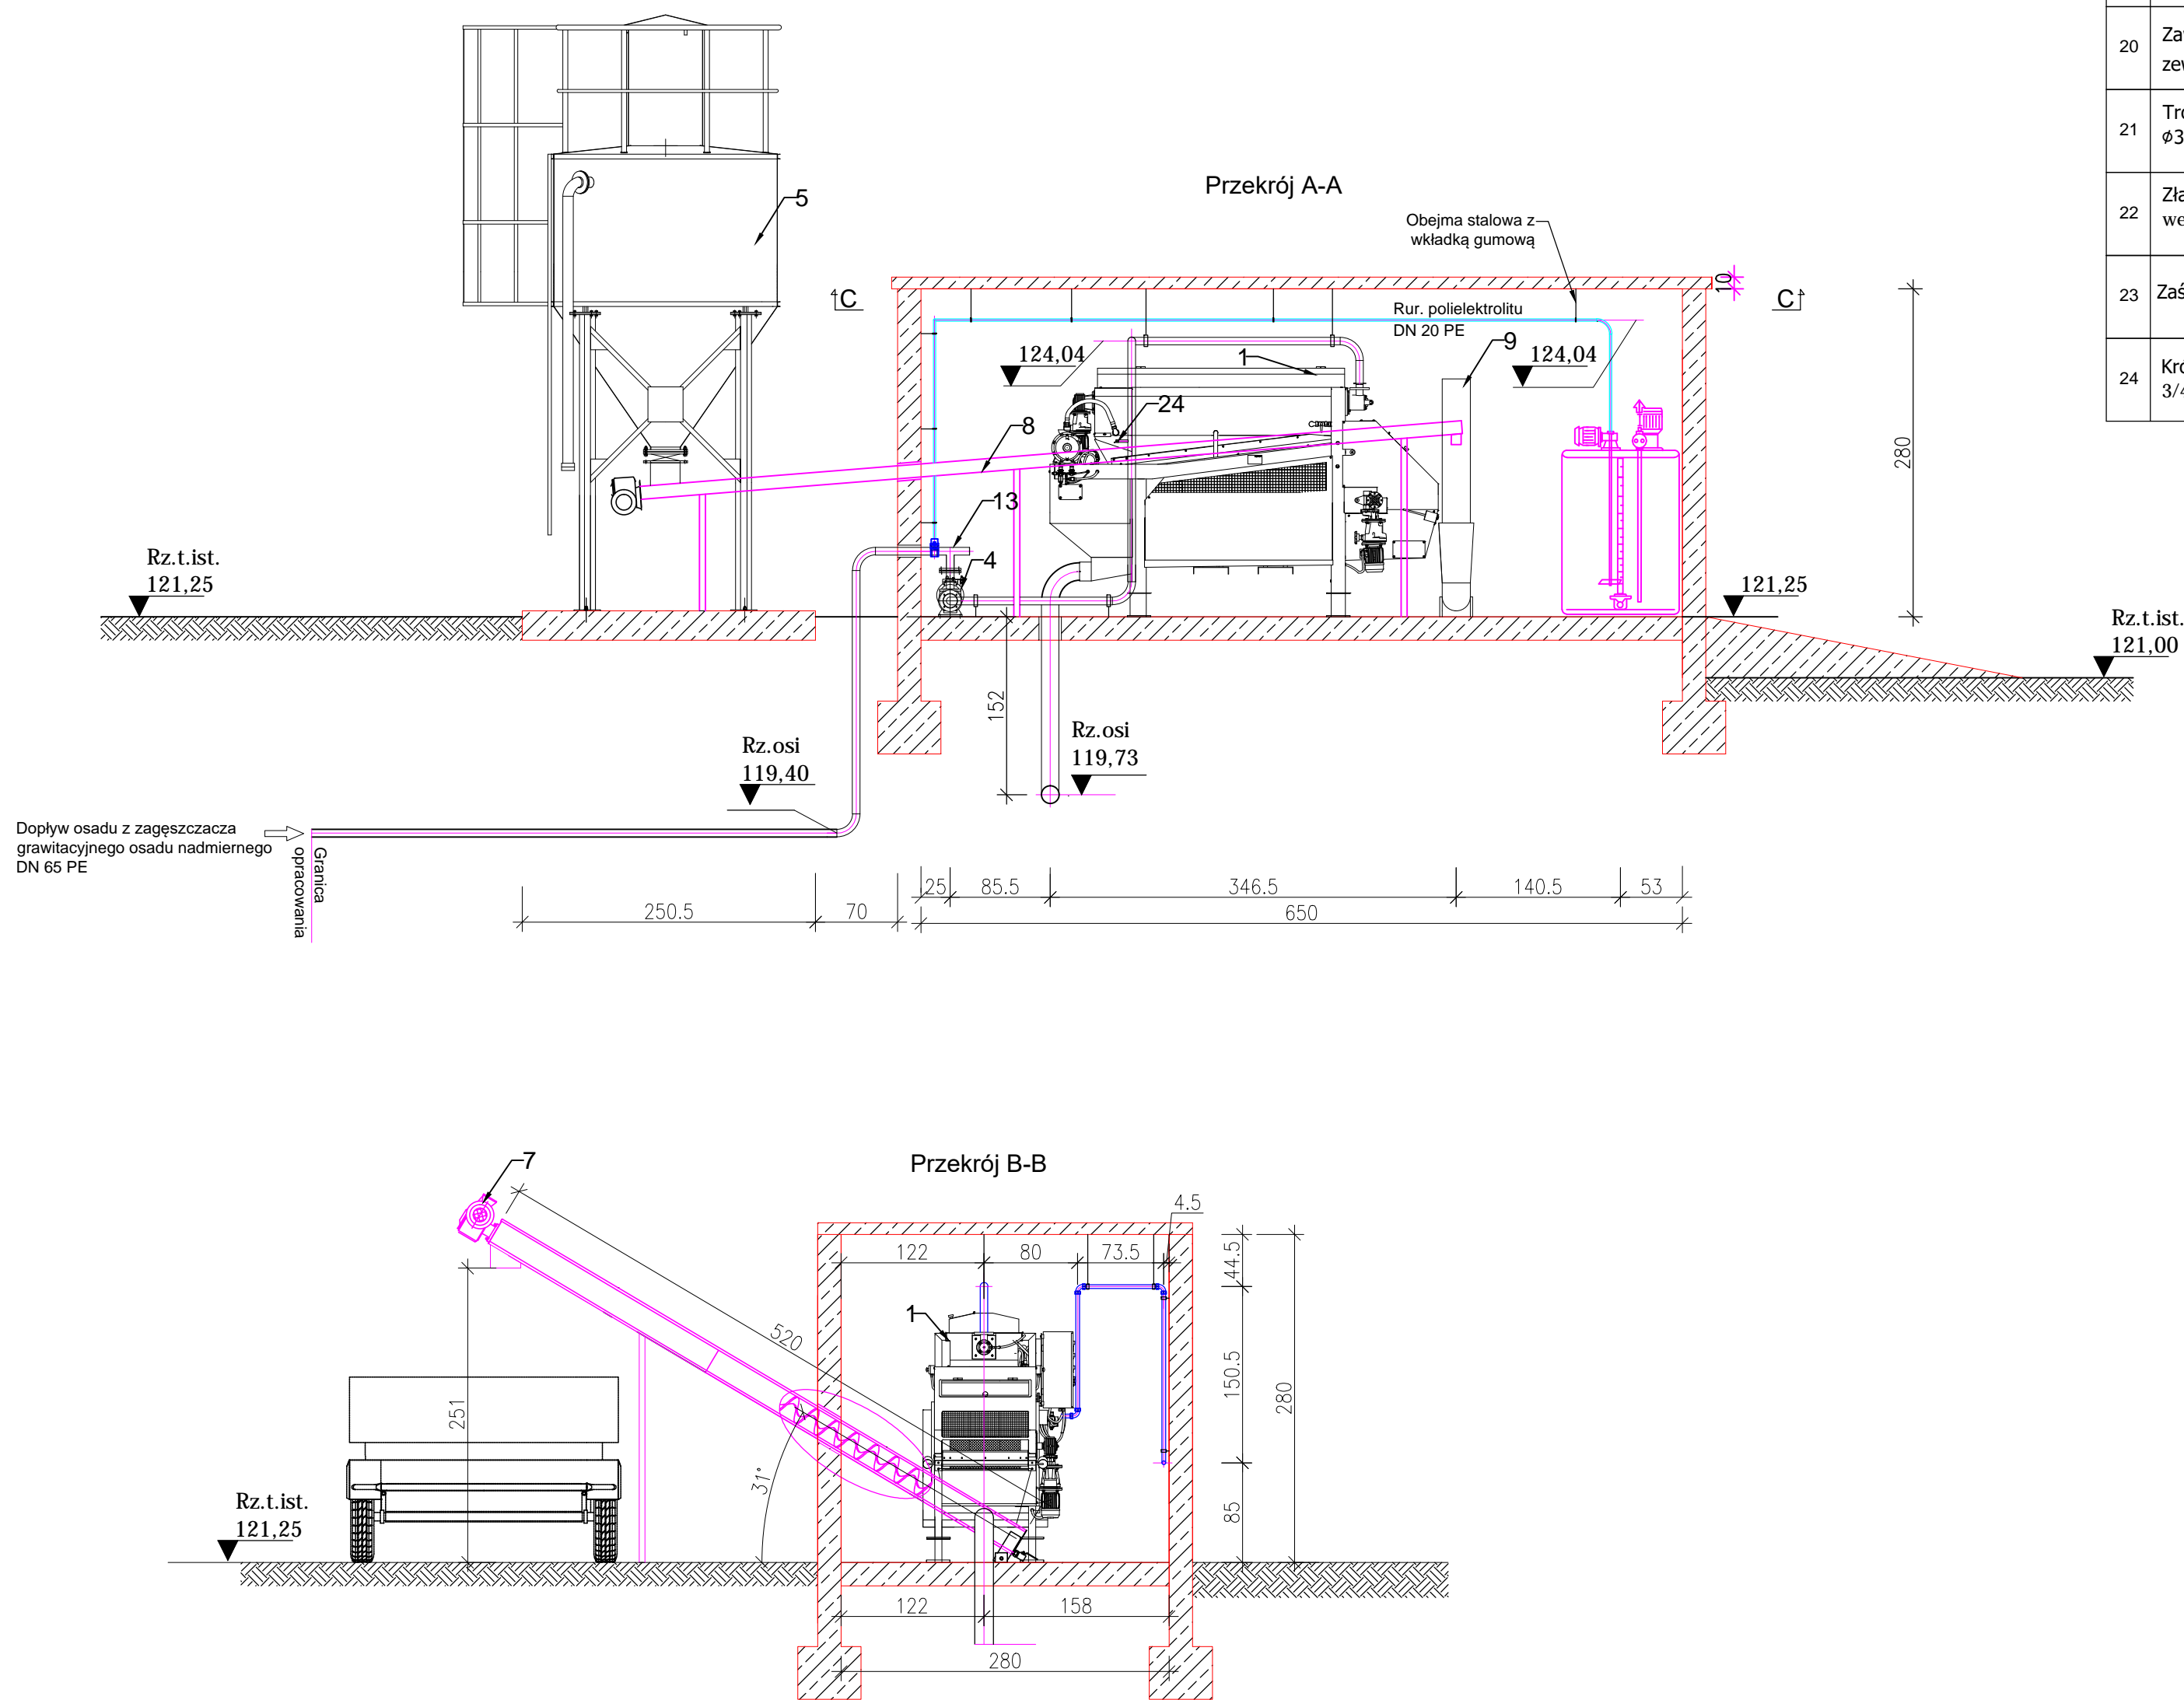 Przekrój A-A
5
Obejma stalowa z
wkładką gumową
C
C
10
Rur. polielektrolitu
DN 20 PE
124,04
1
9
124,04
24
8
280
13
4
Rz.t.ist.
121,25
121,25
Rz.t.ist.
121,00
152
Rz.osi
119,73
Rz.osi
119,40
Dopływ osadu z zagęszczacza
grawitacyjnego osadu nadmiernego
DN 65 PE
Granica
opracowania
25
85.5
346.5
140.5
53
250.5
70
650
20
21
22
23
24
3/4
Przekrój B-B
7
4.5
122
80
73.5
44.5
1
520
150.5
280
251
31°
85
Rz.t.ist.
121,25
122
158
280